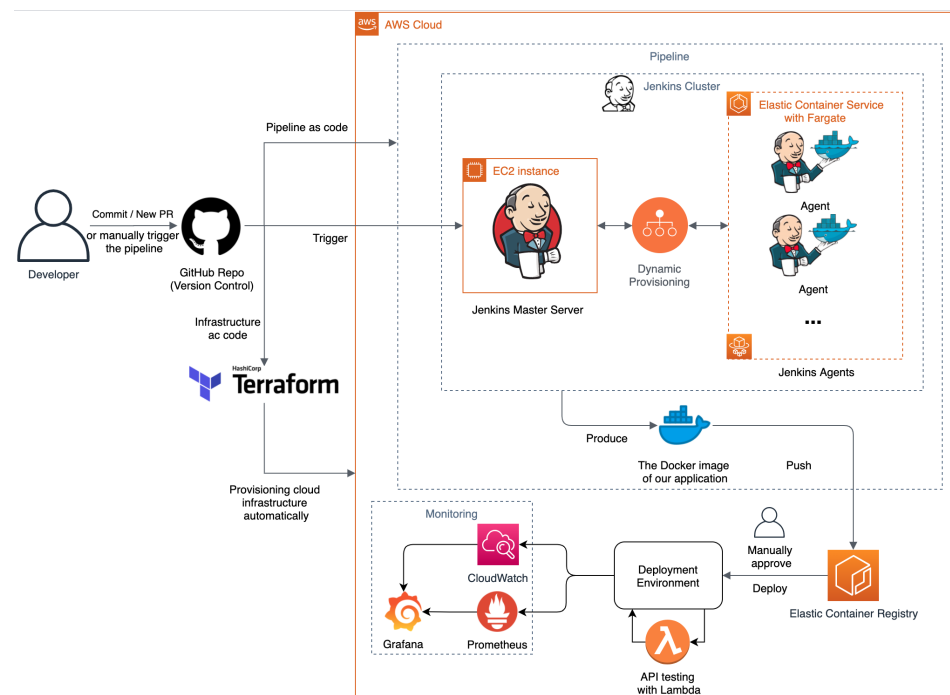 aws
AWS Cloud
Pipeline
Jenkins Cluster
Elastic Container Service
with Fargate
Agent
Agent
...
Jenkins Agents
Pipeline as code
EC2 instance
Jenkins Master Server
Dynamic
Provisioning
Commit / New PR
or manually trigger
the pipeline
Developer
GitHub Repo
(Version Control)
Trigger
Infrastructure
ac code
HashiCorp
Terraform
Provisioning cloud
infrastructure
automatically
Produce
The Docker image
of our application
Push
Monitoring
CloudWatch
Grafana
Prometheus
Deployment
Environment
Manually
approve
Deploy
Elastic Container Registry
API testing
with Lambda